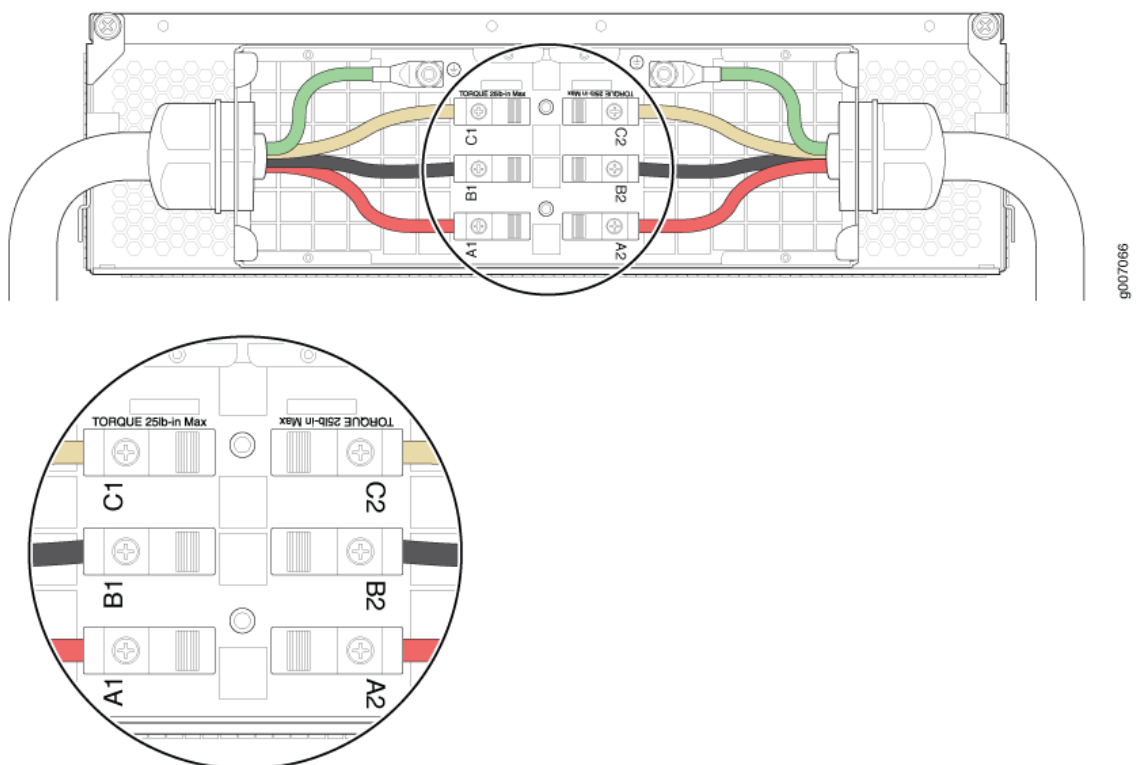 TORQUE 25lb-in Max
TORQUE 25lb-in Max
C1
C2
B1
B2
A1
A2
g007066
TORQUE 25lb-in Max
TORQUE 25lb-in Max
C1
C2
B1
B2
A1
A2